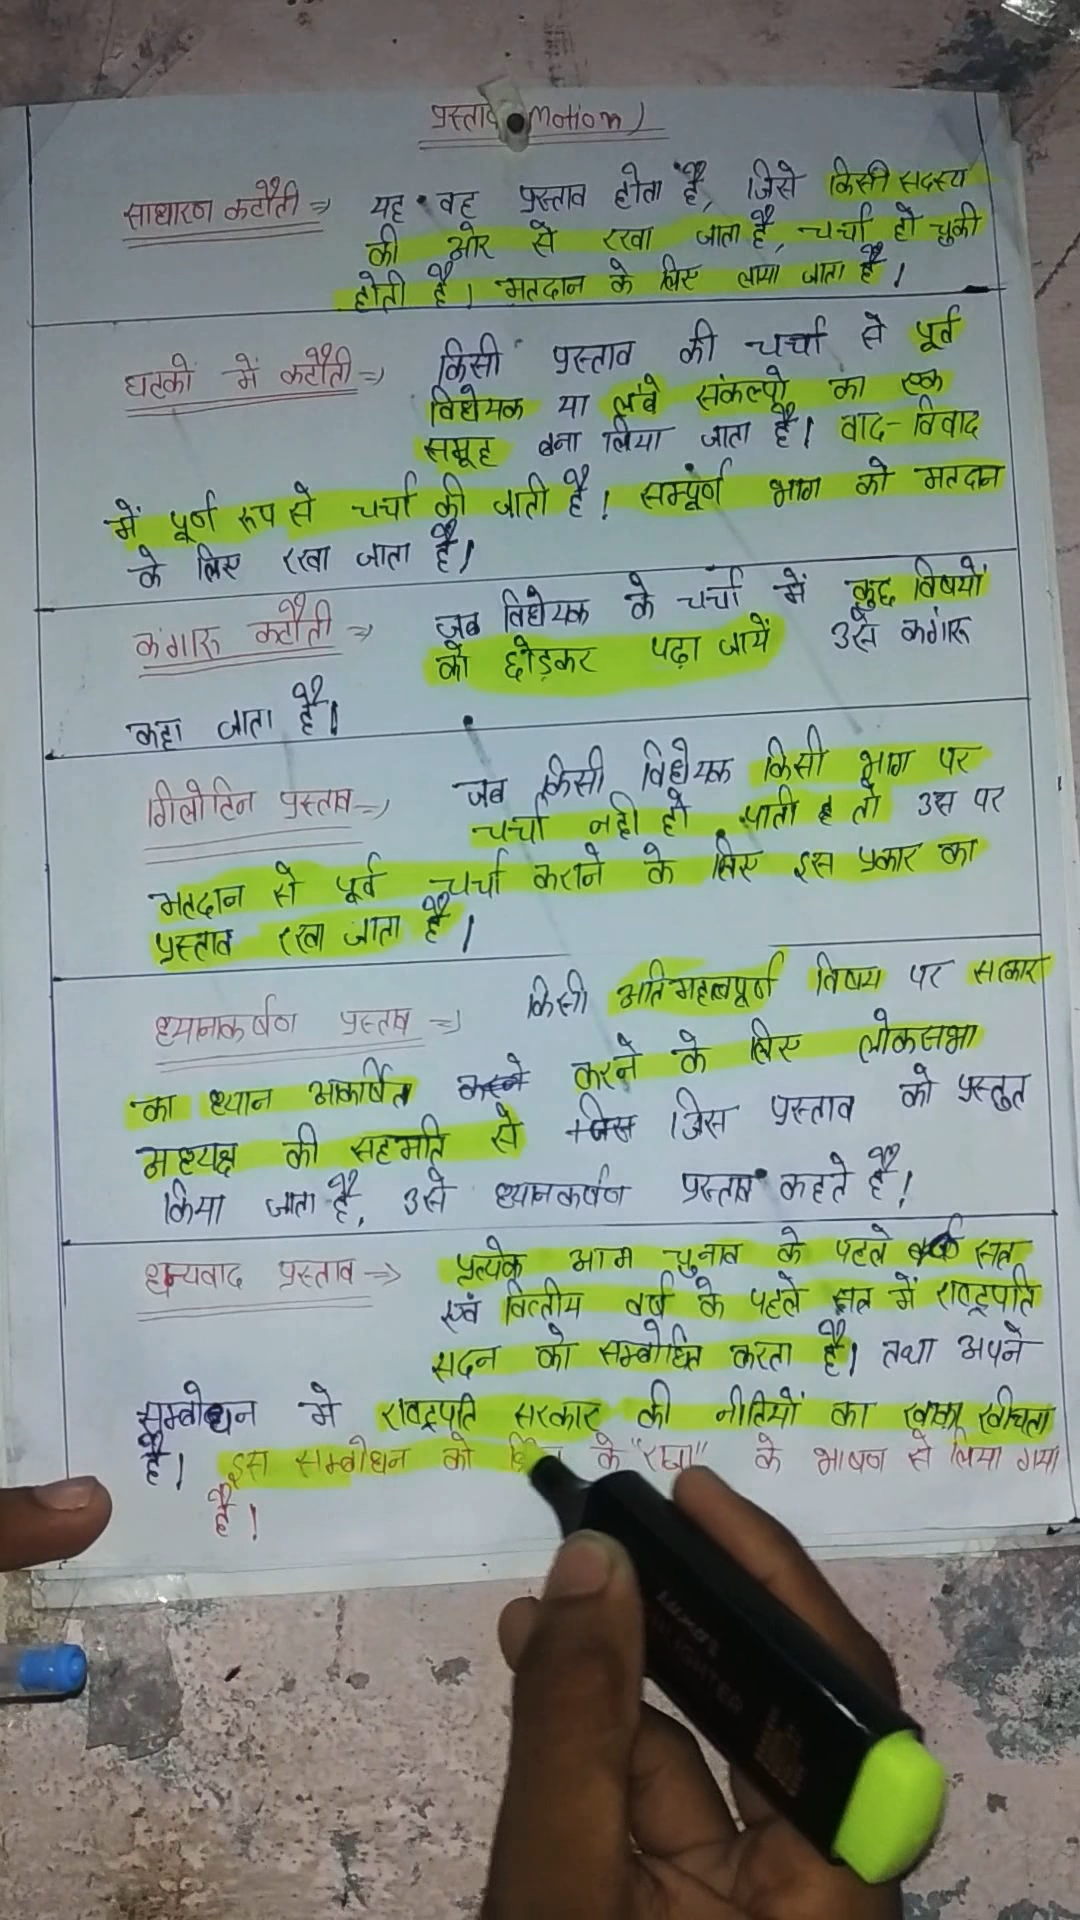 प्रस्ताव (Motion)
साधारण कटौती ⇒ यह वह प्रस्ताव होता है, जिसे किसी सदस्य
की ओर से रखा जाता है, चर्चा हो चुकी
होती है। मतदान के लिए लाया जाता है।
घटकों में कटौती ⇒ किसी प्रस्ताव की चर्चा से पूर्व
विधेयक या लंबे संकल्पो का एक
समूह बना लिया जाता है। वाद-विवाद
में पूर्ण रूप से चर्चा की जाती है। सम्पूर्ण भाग को मतदान
के लिए रखा जाता है।
कंगारू कटौती ⇒ जब विधेयक के चर्चा में कुछ विषयों
को छोड़कर पढ़ा जायें उसे कंगारू
कहा जाता है।
गिलोटिन प्रस्ताव ⇒ जब किसी विधेयक किसी भाग पर
चर्चा नही हो पाती है तो उस पर
मतदान से पूर्व चर्चा कराने के लिए इस प्रकार का
प्रस्ताव रखा जाता है।
ध्यानाकर्षण प्रस्ताव ⇒ किसी अतिमहत्वपूर्ण विषय पर सरकार
का ध्यान आकर्षित करने के लिए लोकसभा
अध्यक्ष की सहमति से जिस प्रस्ताव को प्रस्तुत
किया जाता है, उसे ध्यानकर्षण प्रस्ताव कहते है।
धन्यवाद प्रस्ताव → प्रत्येक आम चुनाव के पहले सत्र
एवं वित्तीय वर्ष के पहले सत्र में राष्ट्रपति
सदन को सम्बोधित करता है। तथा अपने
सम्बोधन मे राष्ट्रपति सरकार की नीतियों का खाका खीचता
है। इस सम्बोधन को के के भाषण से लिया गया
है।